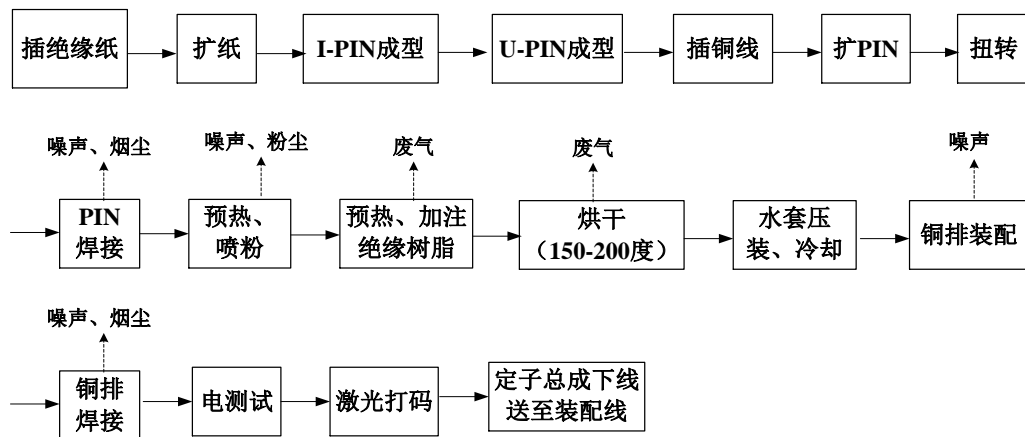 插绝缘纸
扩纸
I-PIN成型
U-PIN成型
插铜线
扩PIN
扭转
噪声、烟尘
噪声、粉尘
废气
废气
噪声
PIN
焊接
预热、
喷粉
预热、加注
绝缘树脂
烘干
（150-200度）
水套压
装、冷却
铜排装配
噪声、烟尘
铜排
焊接
电测试
激光打码
定子总成下线
送至装配线